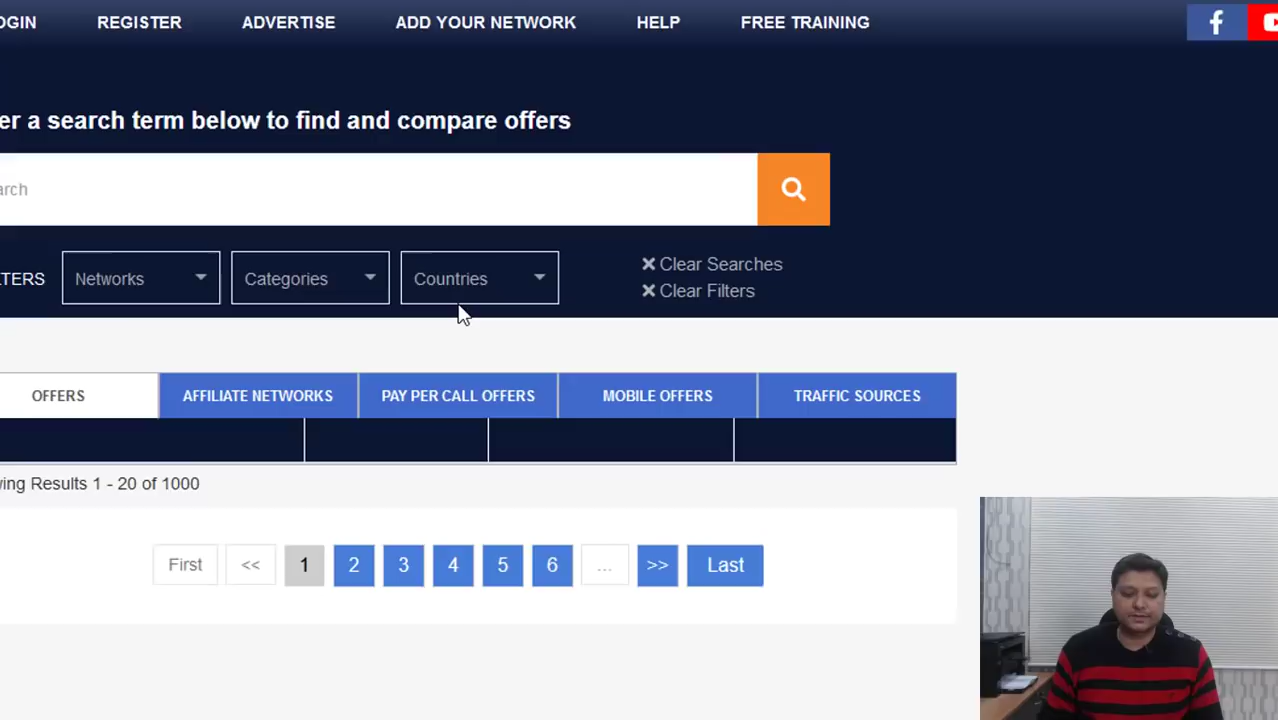 OGIN REGISTER ADVERTISE ADD YOUR NETWORK HELP FREE TRAINING
er a search term below to find and compare offers
arch
TERS Networks Categories Countries
Clear Searches
Clear Filters
OFFERS AFFILIATE NETWORKS PAY PER CALL OFFERS MOBILE OFFERS TRAFFIC SOURCES
ing Results 1 - 20 of 1000
First << 1 2 3 4 5 6 ... >> Last